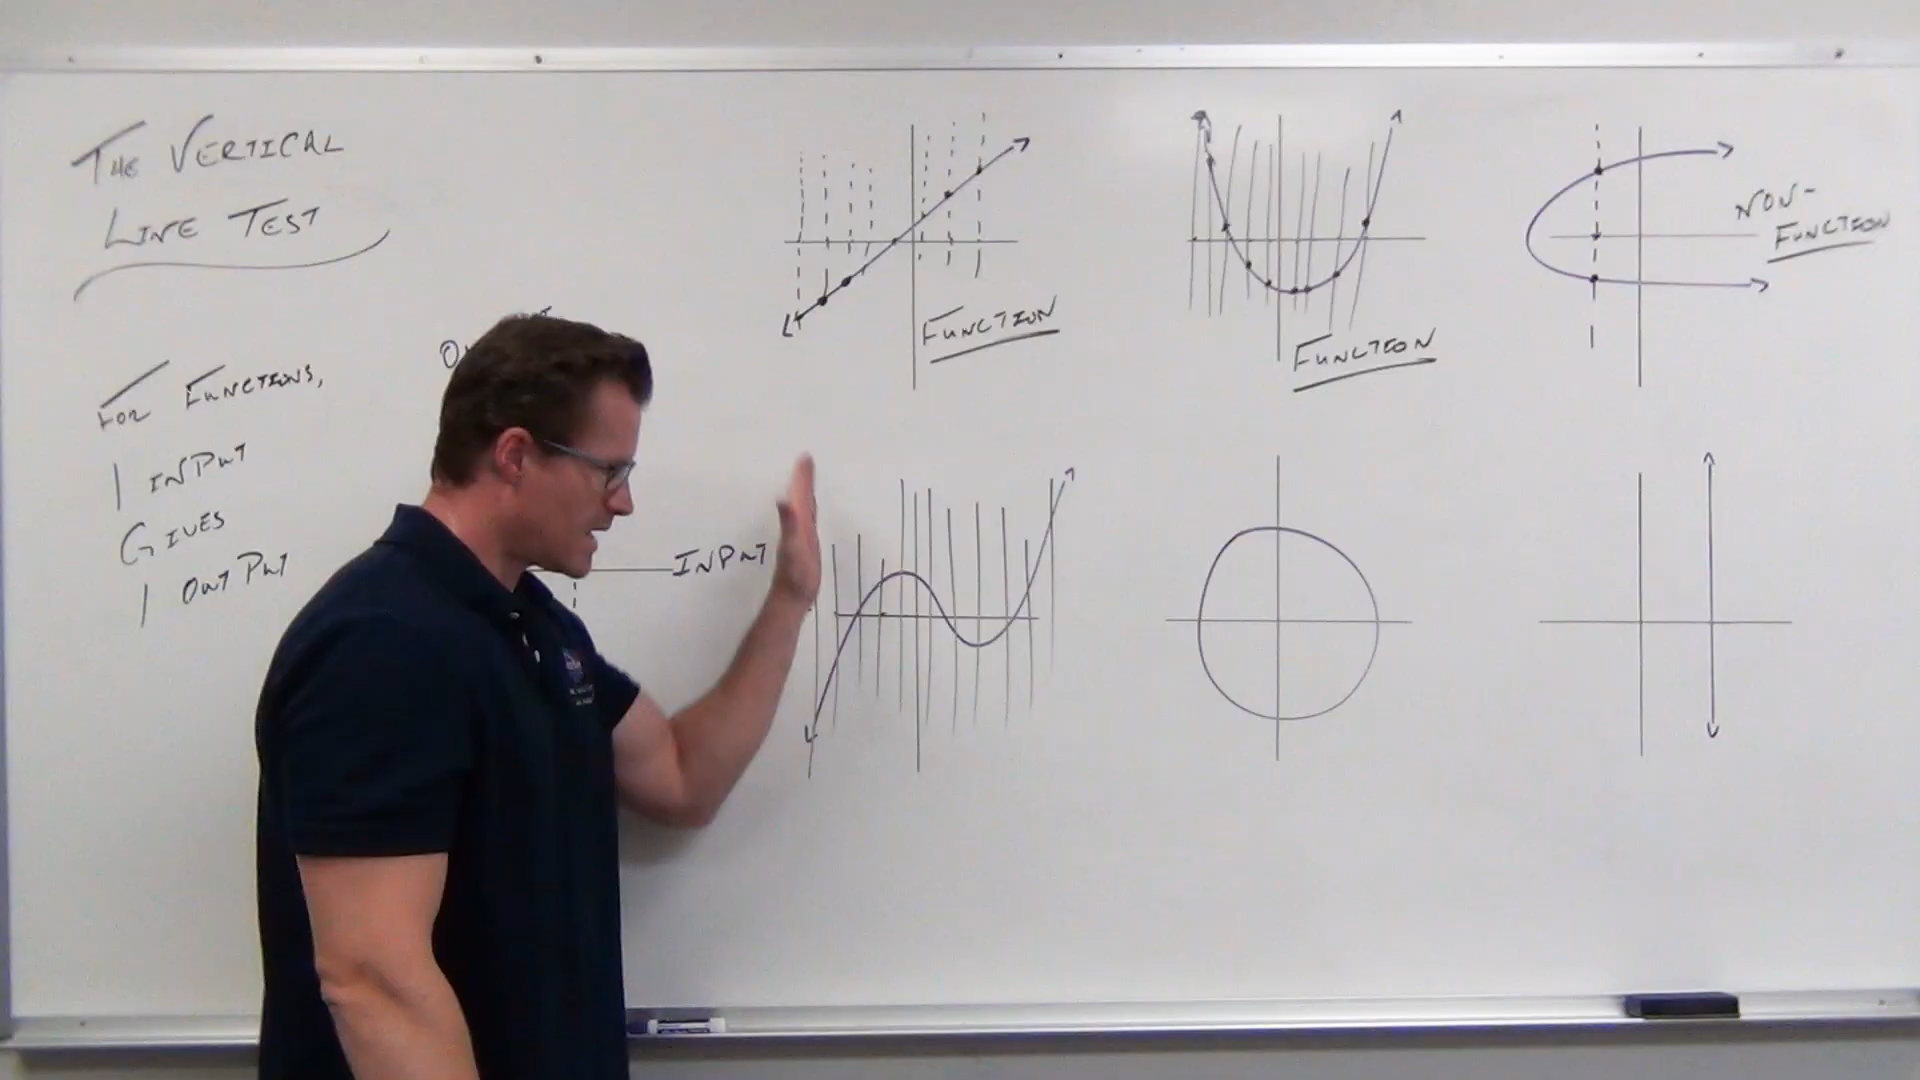 THE VERTICAL
LINE TEST
FOR FUNCTIONS,
1 INPUT
GIVES
1 OUTPUT
INPUT
FUNCTION
FUNCTION
NON-
FUNCTION